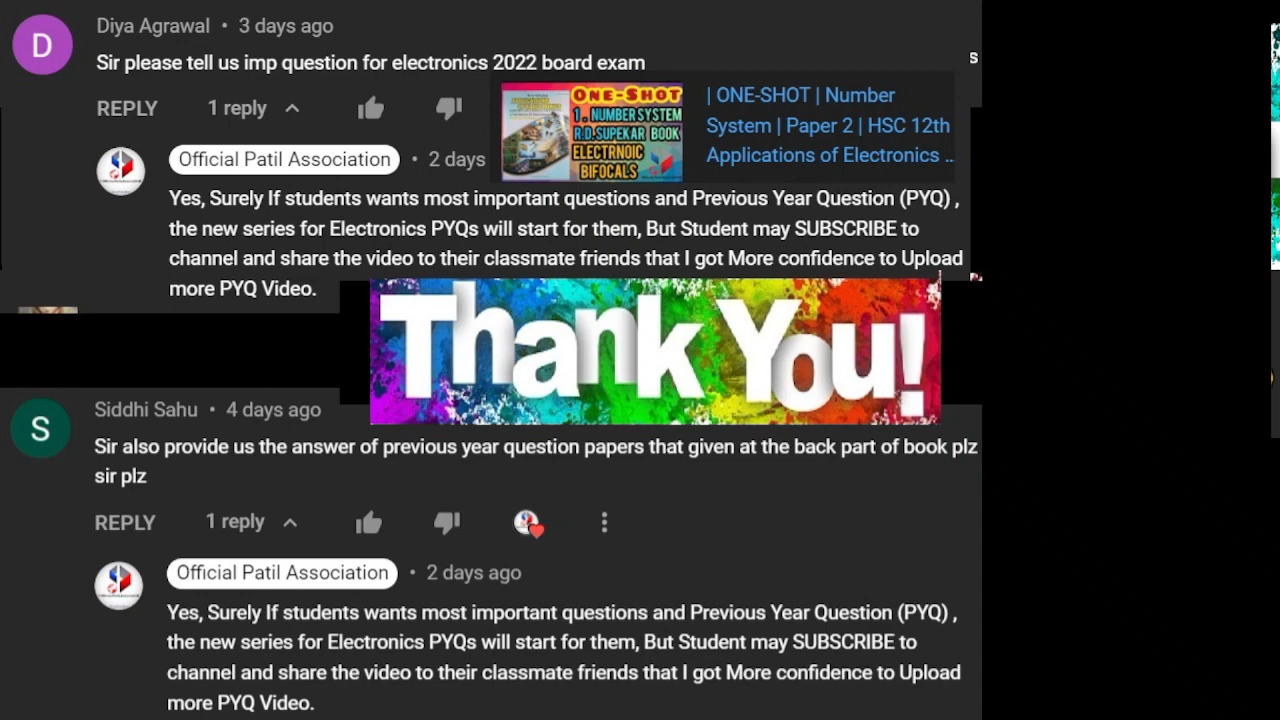 D
Diya Agrawal • 3 days ago
Sir please tell us imp question for electronics 2022 board exam
s
REPLY 1 reply
ONE-SHOT
1. NUMBER SYSTEM
R.D. SUPEKAR BOOK
ELECTRNOIC
BIFOCALS
| ONE-SHOT | Number
System | Paper 2 | HSC 12th
Applications of Electronics ..
Official Patil Association • 2 days
Yes, Surely If students wants most important questions and Previous Year Question (PYQ) ,
the new series for Electronics PYQs will start for them, But Student may SUBSCRIBE to
channel and share the video to their classmate friends that I got More confidence to Upload
more PYQ Video.
Thank You!
S
Siddhi Sahu • 4 days ago
Sir also provide us the answer of previous year question papers that given at the back part of book plz
sir plz
REPLY 1 reply
Official Patil Association • 2 days ago
Yes, Surely If students wants most important questions and Previous Year Question (PYQ) ,
the new series for Electronics PYQs will start for them, But Student may SUBSCRIBE to
channel and share the video to their classmate friends that I got More confidence to Upload
more PYQ Video.